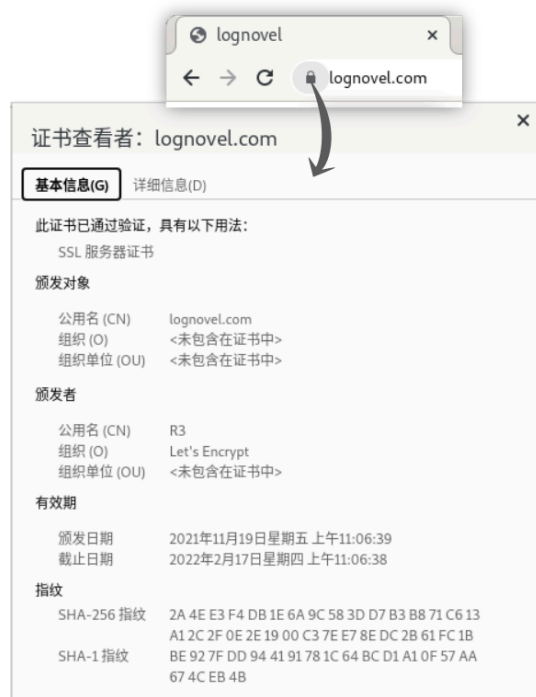 lognovel
lognovel.com
证书查看者：lognovel.com
基本信息(G) 详细信息(D)
此证书已通过验证，具有以下用法：
SSL 服务器证书
颁发对象
公用名 (CN) lognovel.com
组织 (O) <未包含在证书中>
组织单位 (OU) <未包含在证书中>
颁发者
公用名 (CN) R3
组织 (O) Let's Encrypt
组织单位 (OU) <未包含在证书中>
有效期
颁发日期 2021年11月19日星期五 上午11:06:39
截止日期 2022年2月17日星期四 上午11:06:38
指纹
SHA-256 指纹 2A 4E E3 F4 DB 1E 6A 9C 58 3D D7 B3 B8 71 C6 13
A1 2C 2F 0E 2E 19 00 C3 7E E7 8E DC 2B 61 FC 1B
SHA-1 指纹 BE 92 7F DD 94 41 91 78 1C 64 BC D1 A1 0F 57 AA
67 4C EB 4B